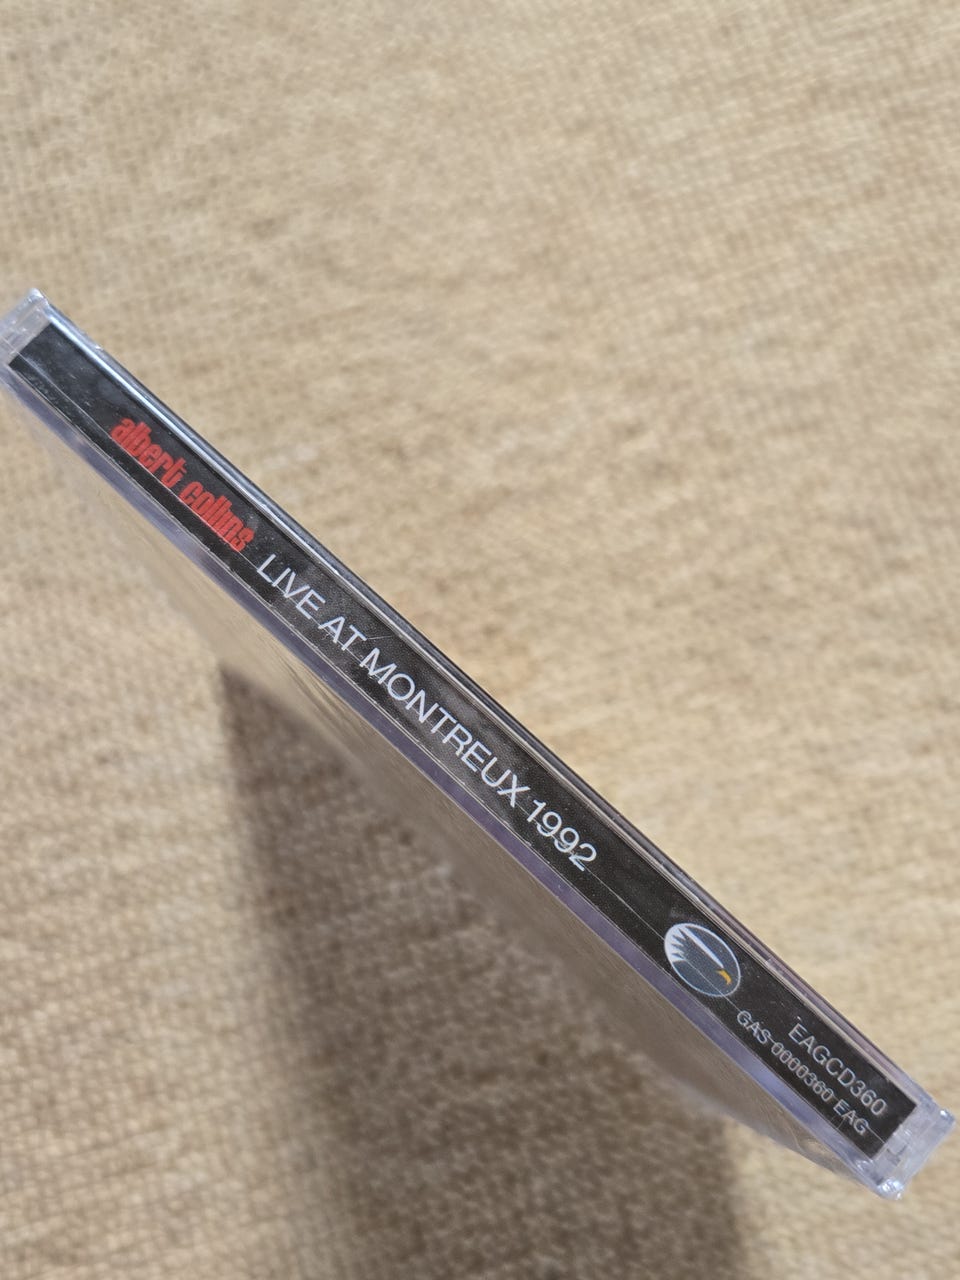 albert collins LIVE AT MONTREUX 1992
EAGCD360
GAS 0000360 EAG